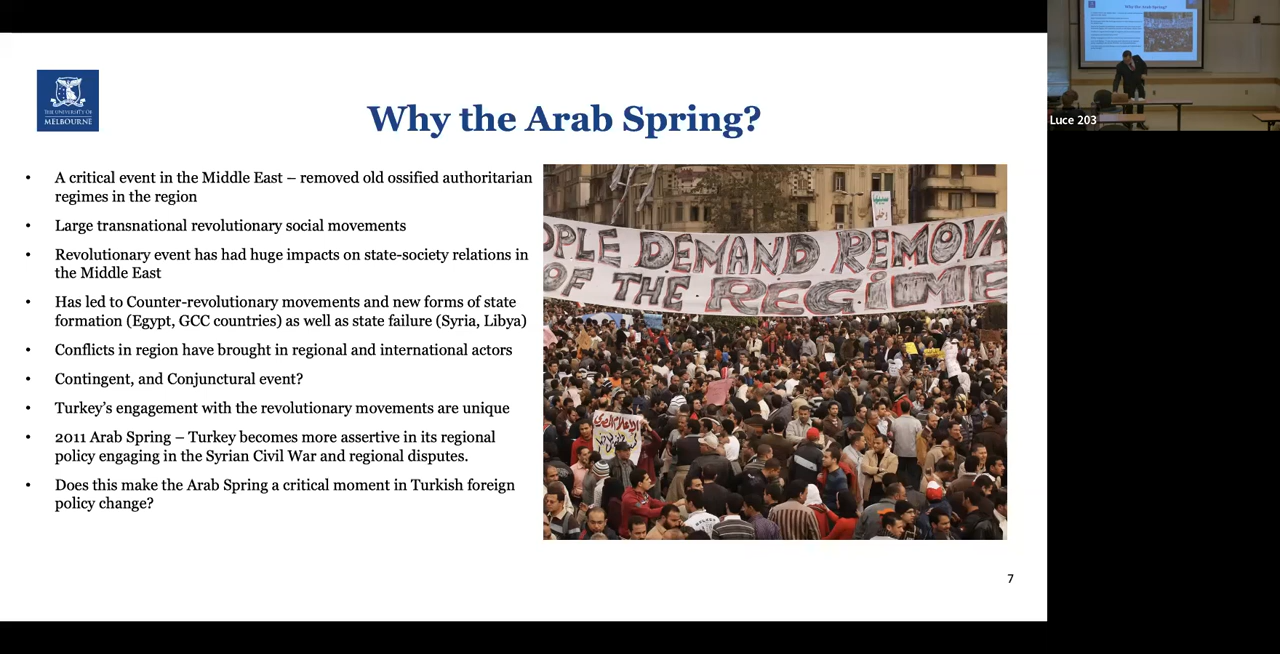 Why the Arab Spring?
THE UNIVERSITY OF
MELBOURNE
• A critical event in the Middle East – removed old ossified authoritarian
regimes in the region
• Large transnational revolutionary social movements
• Revolutionary event has had huge impacts on state-society relations in
the Middle East
• Has led to Counter-revolutionary movements and new forms of state
formation (Egypt, GCC countries) as well as state failure (Syria, Libya)
• Conflicts in region have brought in regional and international actors
• Contingent, and Conjunctural event?
• Turkey’s engagement with the revolutionary movements are unique
• 2011 Arab Spring – Turkey becomes more assertive in its regional
policy engaging in the Syrian Civil War and regional disputes.
• Does this make the Arab Spring a critical moment in Turkish foreign
policy change?
OPLE DEMAND REMOVA
OF THE REGIME
7
Why the Arab Spring?
Luce 203